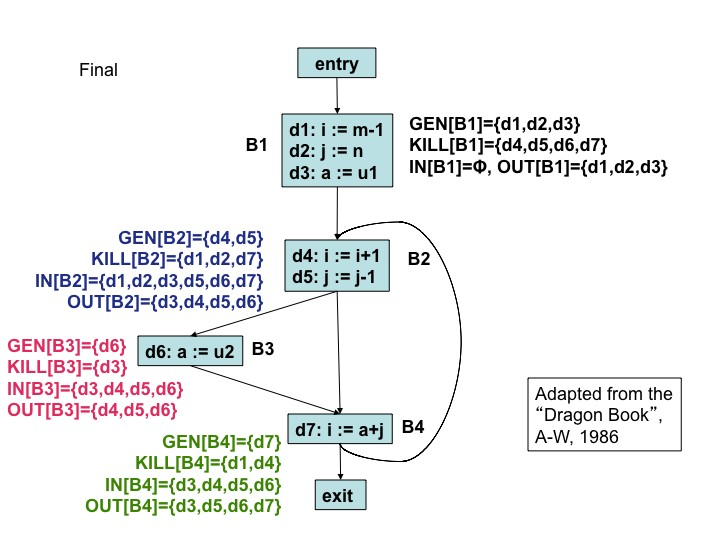 Final
entry
B1
d1: i := m-1
d2: j := n
d3: a := u1
GEN[B1]={d1,d2,d3}
KILL[B1]={d4,d5,d6,d7}
IN[B1]=Φ, OUT[B1]={d1,d2,d3}
GEN[B2]={d4,d5}
KILL[B2]={d1,d2,d7}
IN[B2]={d1,d2,d3,d5,d6,d7}
OUT[B2]={d3,d4,d5,d6}
d4: i := i+1
d5: j := j-1
B2
GEN[B3]={d6}
KILL[B3]={d3}
IN[B3]={d3,d4,d5,d6}
OUT[B3]={d4,d5,d6}
d6: a := u2
B3
d7: i := a+j
B4
GEN[B4]={d7}
KILL[B4]={d1,d4}
IN[B4]={d3,d4,d5,d6}
OUT[B4]={d3,d5,d6,d7}
exit
Adapted from the
“Dragon Book”,
A-W, 1986